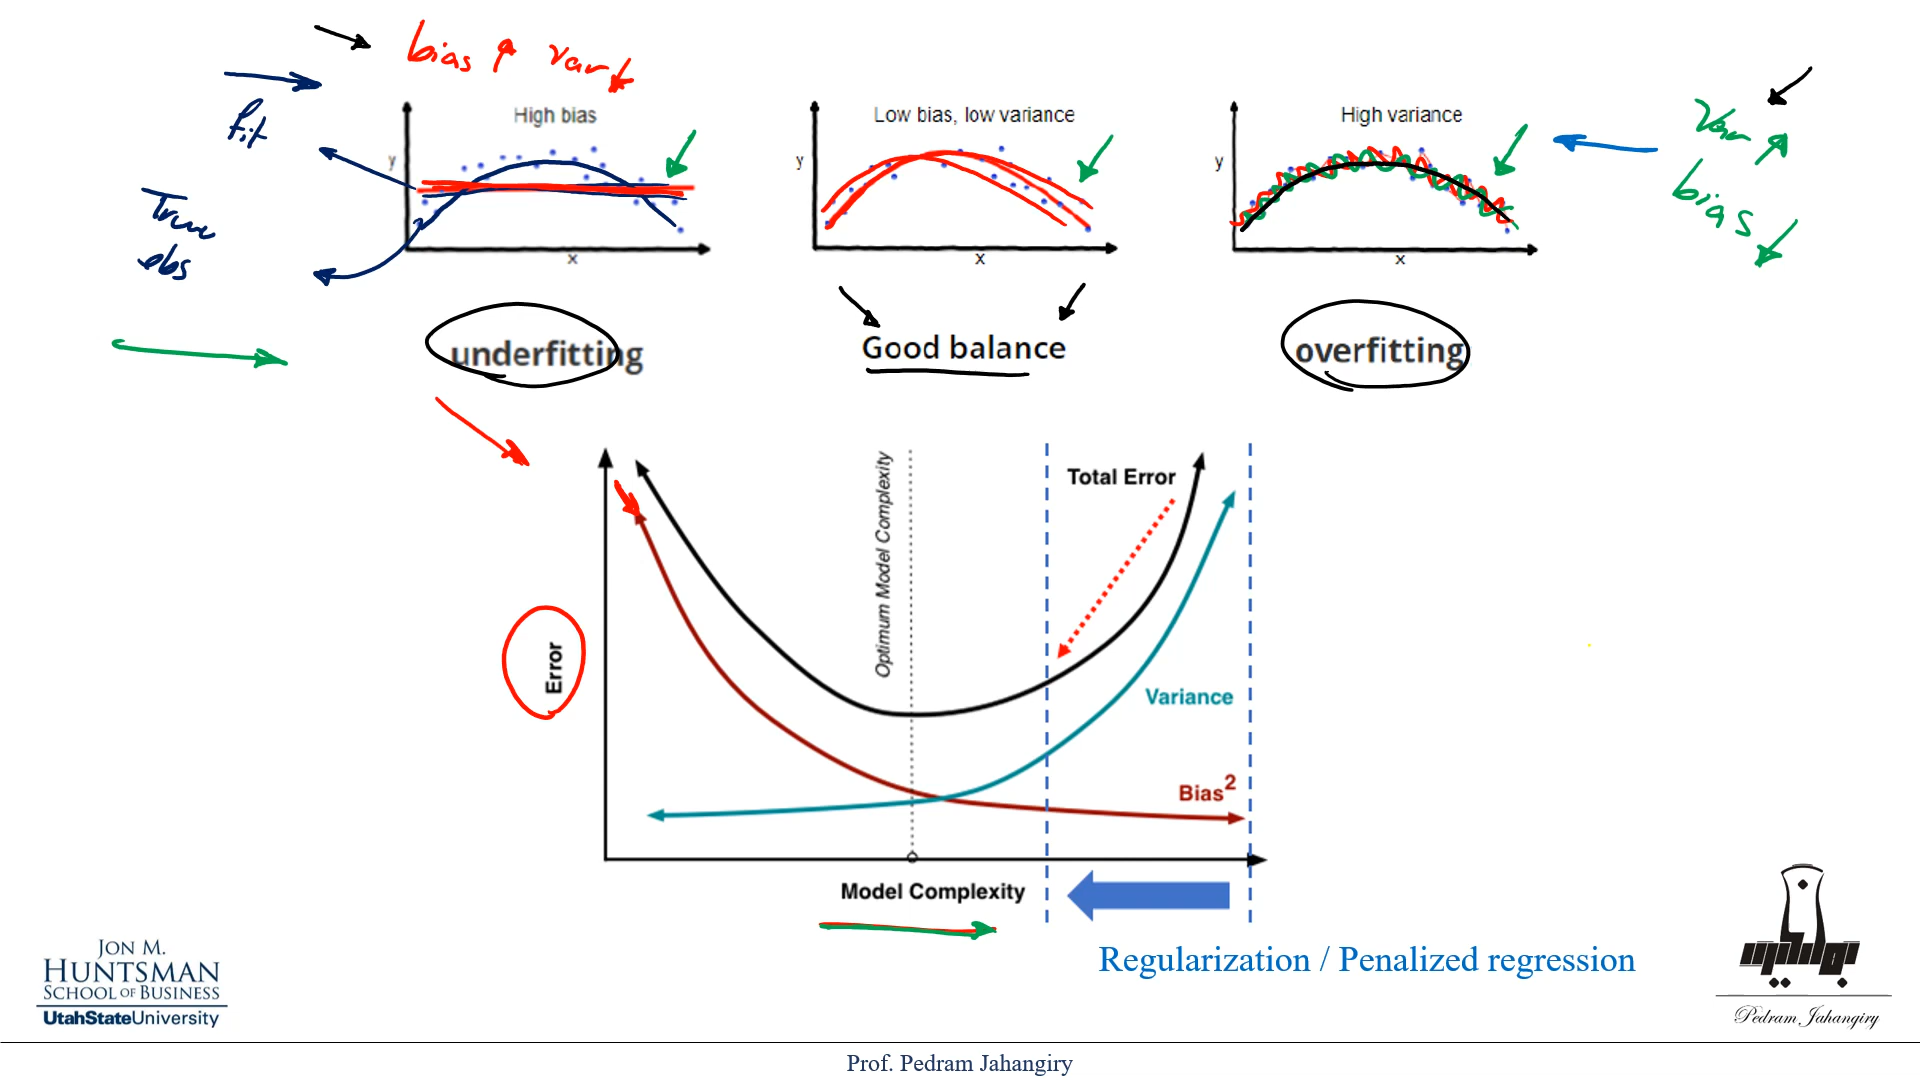 bias var
High bias
Low bias, low variance
High variance
var
fit
True
obs
bias
y
y
y
x
x
x
underfitting
Good balance
overfitting
Optimum Model Complexity
Total Error
Error
Variance
Bias²
Model Complexity
Regularization / Penalized regression
JON M.
HUNTSMAN
SCHOOL OF BUSINESS
UtahStateUniversity
Pedram Jahangiry
Prof. Pedram Jahangiry